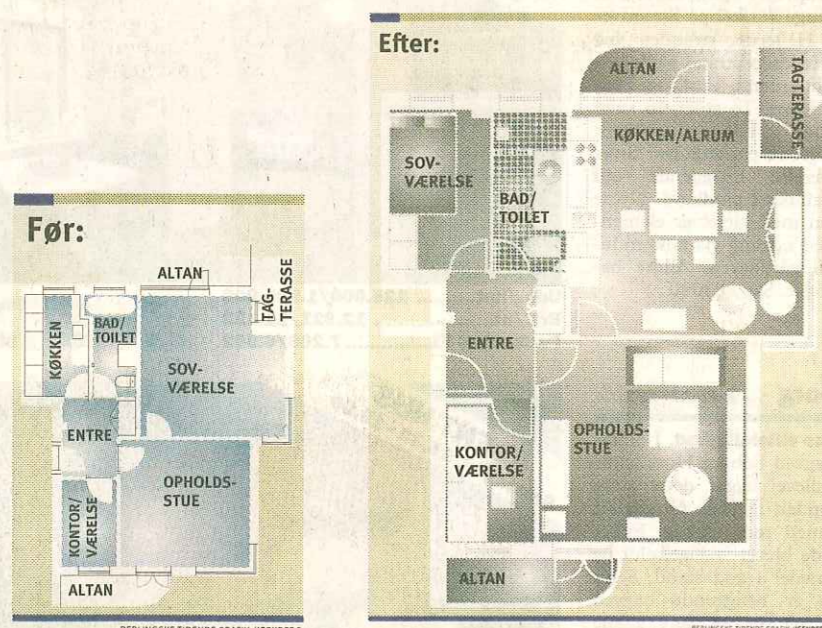 Før:
ALTAN
TAG-
TERASSE
KØKKEN
BAD/
TOILET
SOV-
VÆRELSE
ENTRE
OPHOLDS-
STUE
KONTOR/
VÆRELSE
ALTAN
Efter:
ALTAN
TAGTERASSE
KØKKEN/ALRUM
SOV-
VÆRELSE
BAD/
TOILET
ENTRE
OPHOLDS-
STUE
KONTOR/
VÆRELSE
ALTAN